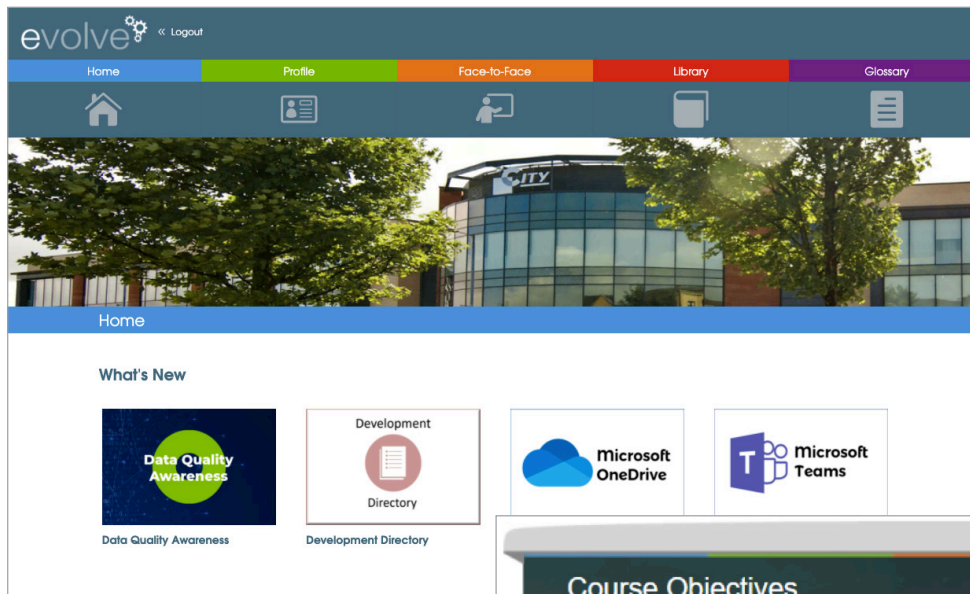 evolve « Logout
Home Profile Face-to-Face Library Glossary
CITY
Home
What's New
Data Quality
Awareness
Development
Directory
Microsoft
OneDrive
T Microsoft
Teams
Data Quality Awareness Development Directory
Course Objectives